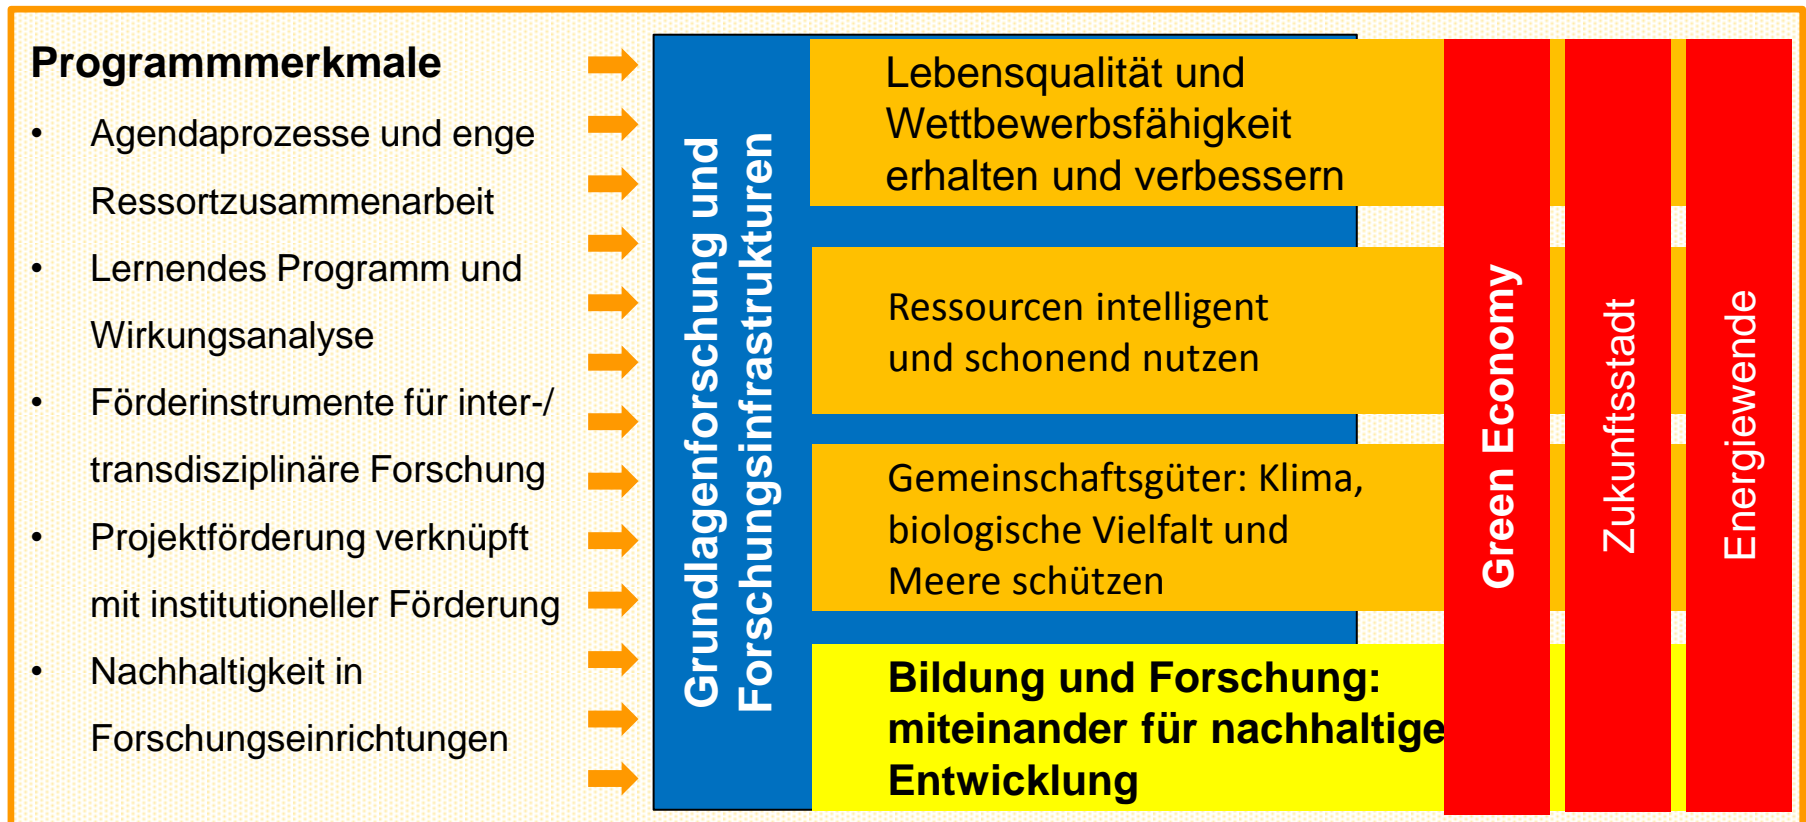 Programmmerkmale
• Agendaprozesse und enge
Ressortzusammenarbeit
• Lernendes Programm und
Wirkungsanalyse
• Förderinstrumente für inter-/
transdisziplinäre Forschung
• Projektförderung verknüpft
mit institutioneller Förderung
• Nachhaltigkeit in
Forschungseinrichtungen
Grundlagenforschung und
Forschungsinfrastrukturen
Lebensqualität und
Wettbewerbsfähigkeit
erhalten und verbessern
Ressourcen intelligent
und schonend nutzen
Gemeinschaftsgüter: Klima,
biologische Vielfalt und
Meere schützen
Bildung und Forschung:
miteinander für nachhaltige
Entwicklung
Green Economy
Zukunftsstadt
Energiewende